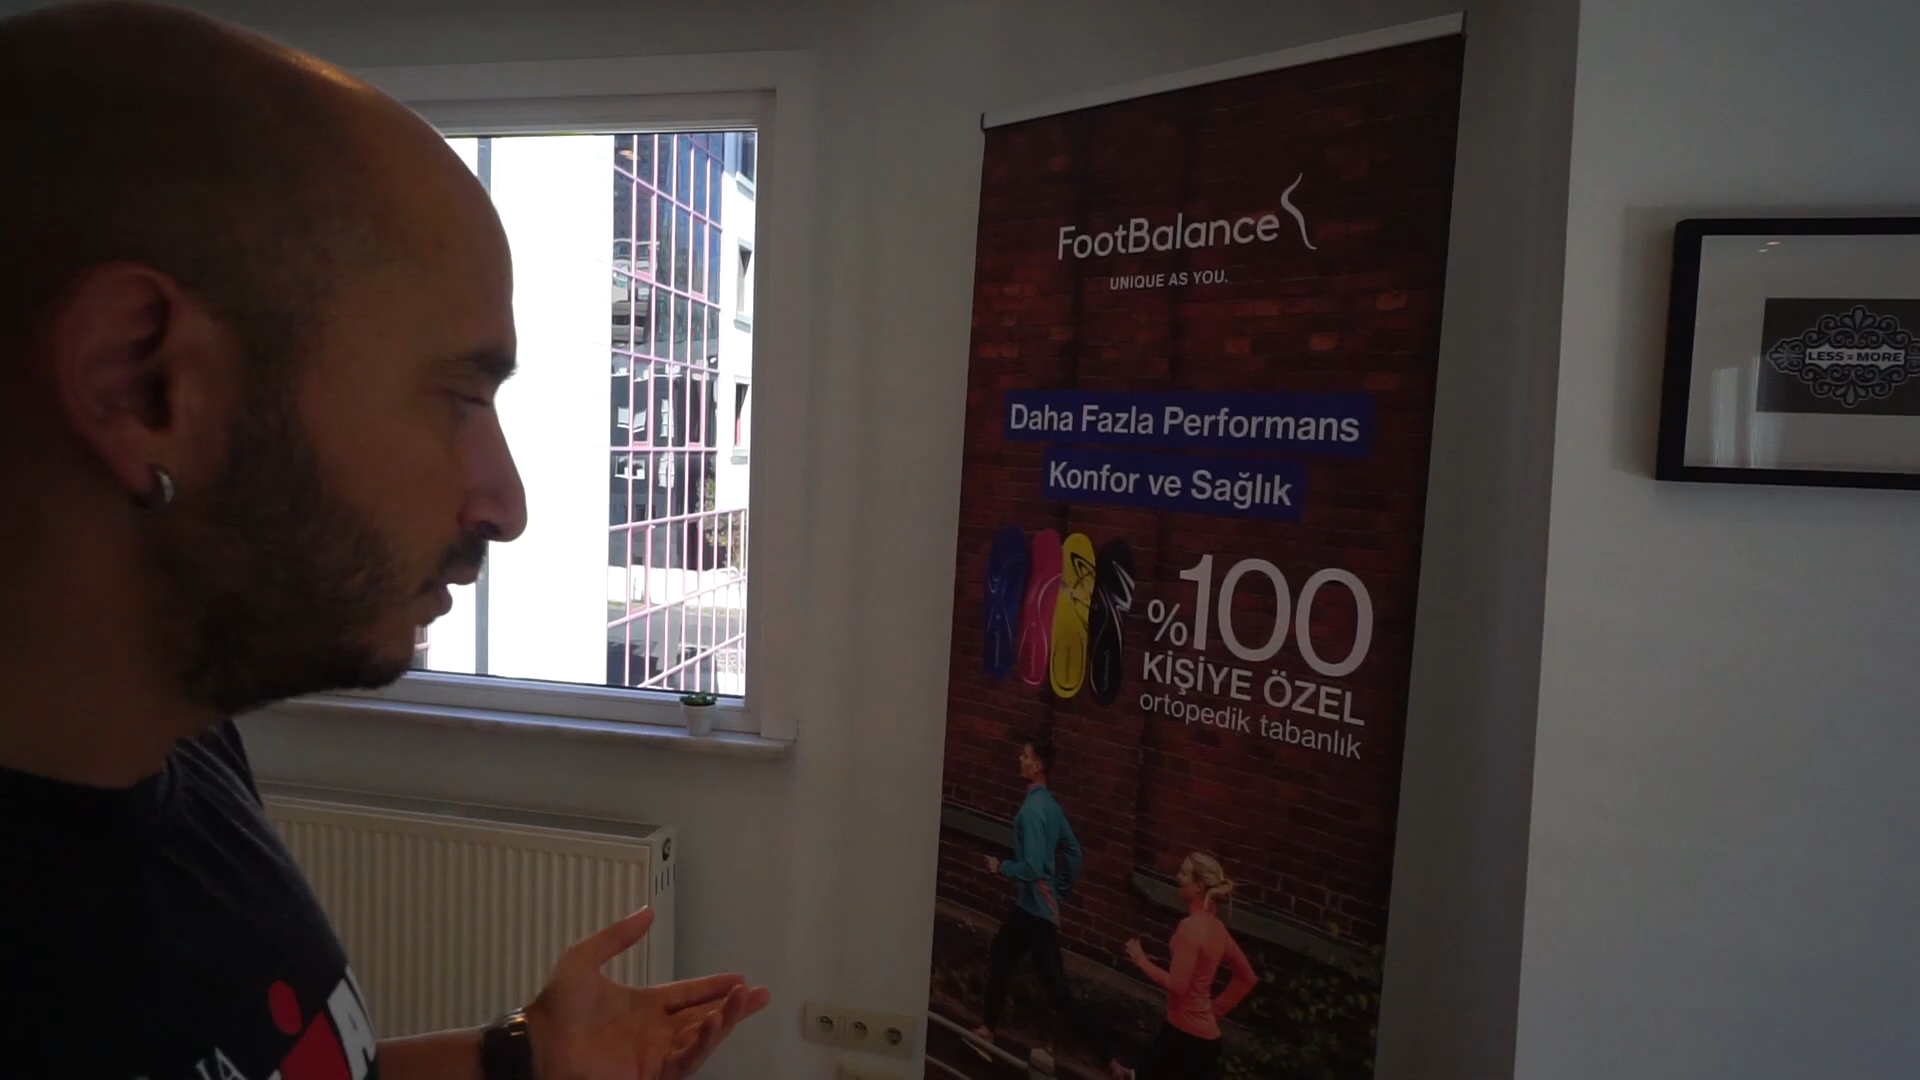 FootBalance
UNIQUE AS YOU.
Daha Fazla Performans
Konfor ve Sağlık
%100
KİŞİYE ÖZEL
ortopedik tabanlık
LESS = MORE